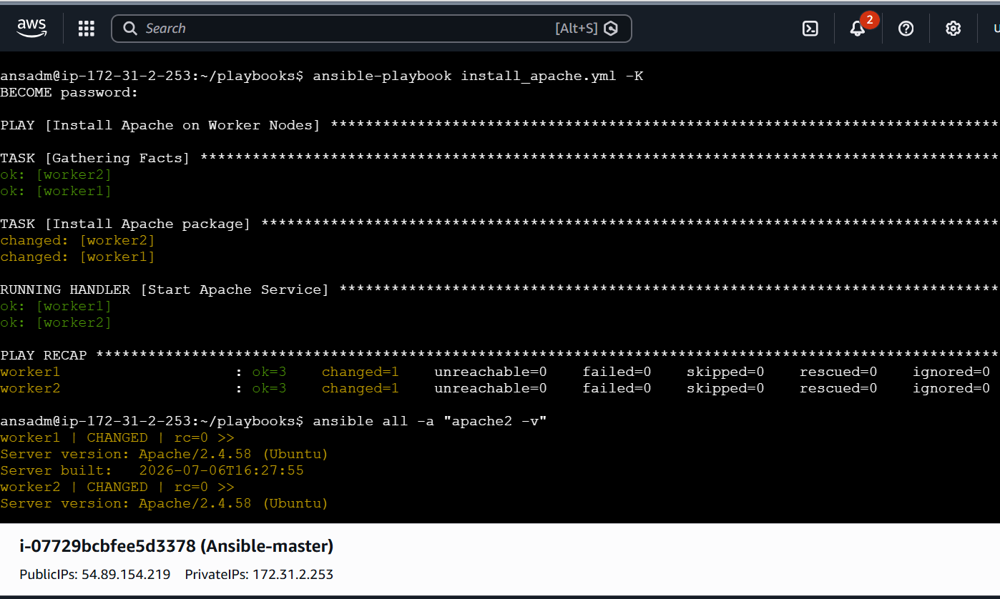 aws
Search [Alt+S] 2
ansadm@ip-172-31-2-253:~/playbooks$ ansible-playbook install_apache.yml -K
BECOME password:
PLAY [Install Apache on Worker Nodes] *****************************************************************************
TASK [Gathering Facts] ********************************************************************************************
ok: [worker2]
ok: [worker1]
TASK [Install Apache package] *************************************************************************************
changed: [worker2]
changed: [worker1]
RUNNING HANDLER [Start Apache Service] ****************************************************************************
ok: [worker1]
ok: [worker2]
PLAY RECAP ********************************************************************************************************
worker1 : ok=3 changed=1 unreachable=0 failed=0 skipped=0 rescued=0 ignored=0
worker2 : ok=3 changed=1 unreachable=0 failed=0 skipped=0 rescued=0 ignored=0
ansadm@ip-172-31-2-253:~/playbooks$ ansible all -a "apache2 -v"
worker1 | CHANGED | rc=0 >>
Server version: Apache/2.4.58 (Ubuntu)
Server built: 2026-07-06T16:27:55
worker2 | CHANGED | rc=0 >>
Server version: Apache/2.4.58 (Ubuntu)
i-07729bcbfee5d3378 (Ansible-master)
PublicIPs: 54.89.154.219 PrivateIPs: 172.31.2.253